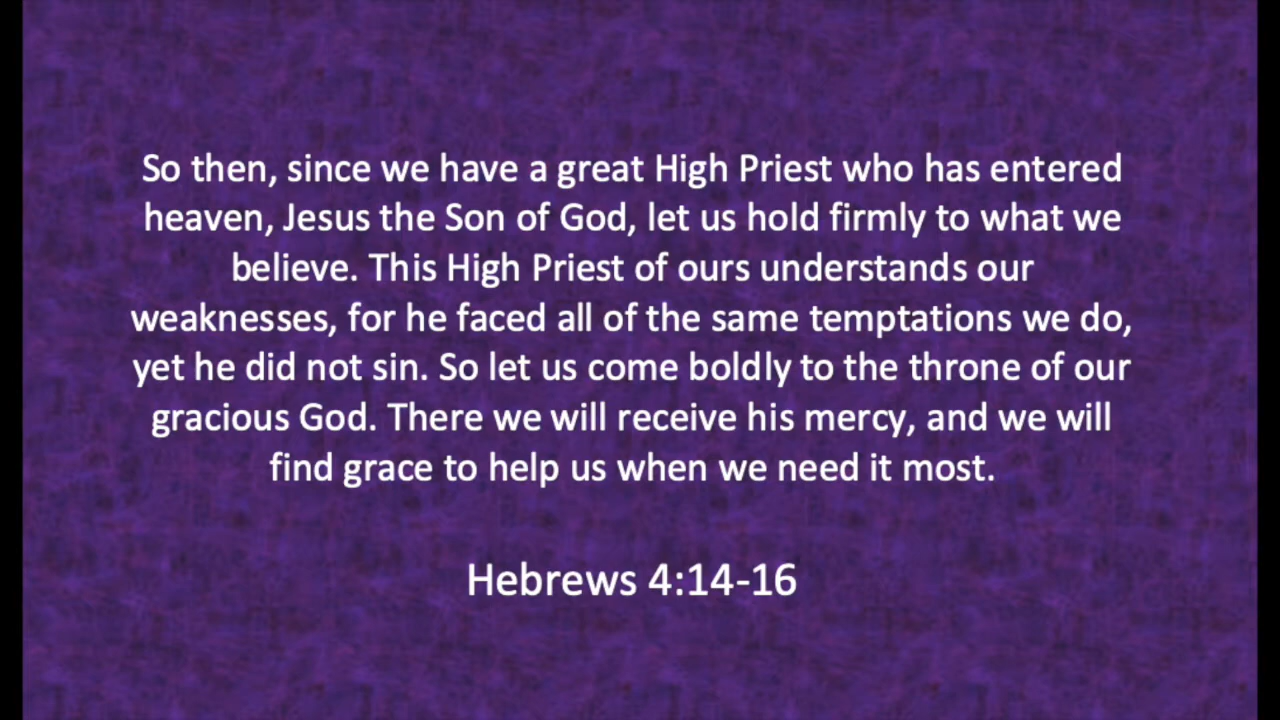 So then, since we have a great High Priest who has entered
heaven, Jesus the Son of God, let us hold firmly to what we
believe. This High Priest of ours understands our
weaknesses, for he faced all of the same temptations we do,
yet he did not sin. So let us come boldly to the throne of our
gracious God. There we will receive his mercy, and we will
find grace to help us when we need it most.
Hebrews 4:14-16